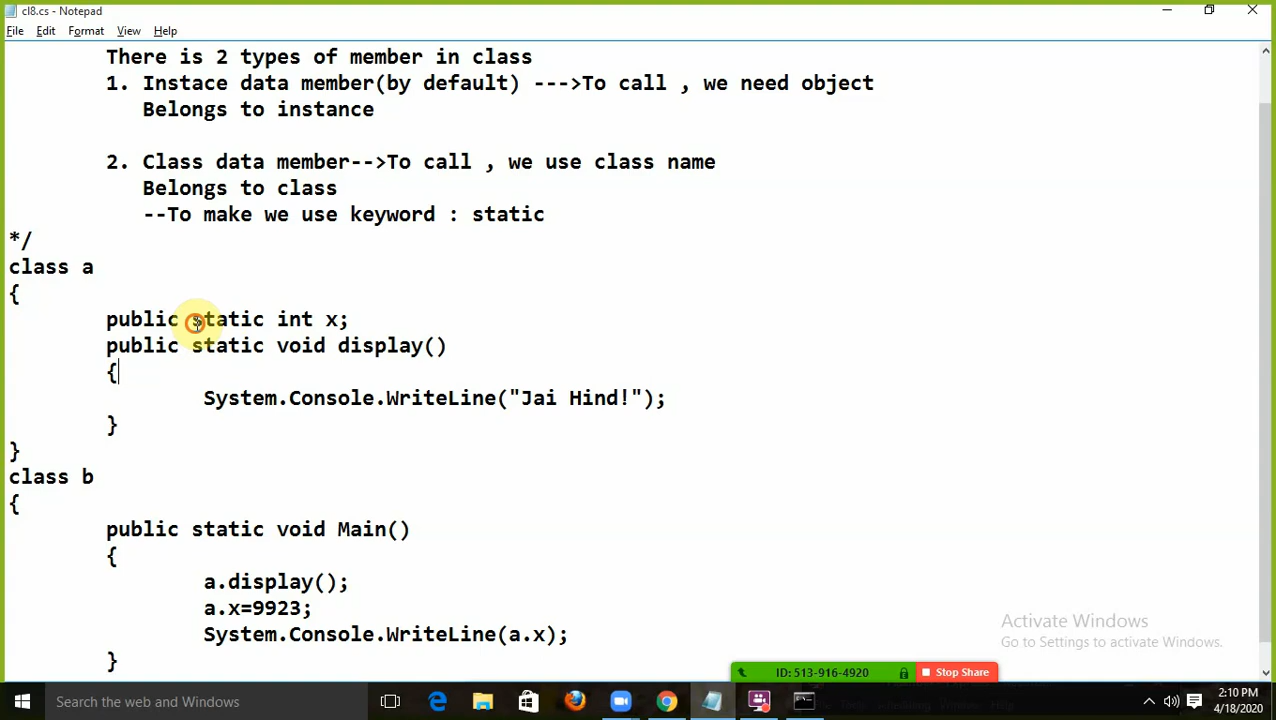 cl8.cs - Notepad
File Edit Format View Help
There is 2 types of member in class
1. Instace data member(by default) --->To call , we need object
Belongs to instance
2. Class data member-->To call , we use class name
Belongs to class
--To make we use keyword : static
*/
class a
{
public static int x;
public static void display()
{
System.Console.WriteLine("Jai Hind!");
}
}
class b
{
public static void Main()
{
a.display();
a.x=9923;
System.Console.WriteLine(a.x);
}
Activate Windows
Go to Settings to activate Windows.
ID: 513-916-4920 Stop Share
Search the web and Windows
2:10 PM
4/18/2020